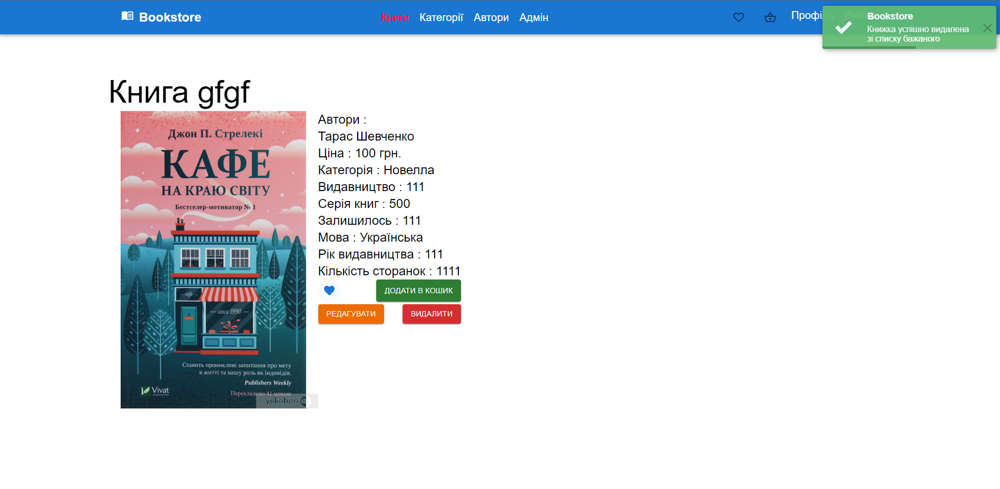 Bookstore
Книги Категорії Автори Адмін
Профіль Вийти
Bookstore
Книжка успішно видалена
зі списку бажаного
Книга gfgf
Джон П. Стрелекі
КАФЕ
НА КРАЮ СВІТУ
Бестселер-мотиватор № 1
cafe
since 1990
Ставить проникливі запитання про мету
в житті та нашу роль як індивідів.
Publishers Weekly
Перекладено 41 мовою
Vivat
yakaboo
Автори :
Тарас Шевченко
Ціна : 100 грн.
Категорія : Новелла
Видавництво : 111
Серія книг : 500
Залишилось : 111
Мова : Українська
Рік видавництва : 111
Кількість сторанок : 1111
ДОДАТИ В КОШИК
РЕДАГУВАТИ ВИДАЛИТИ